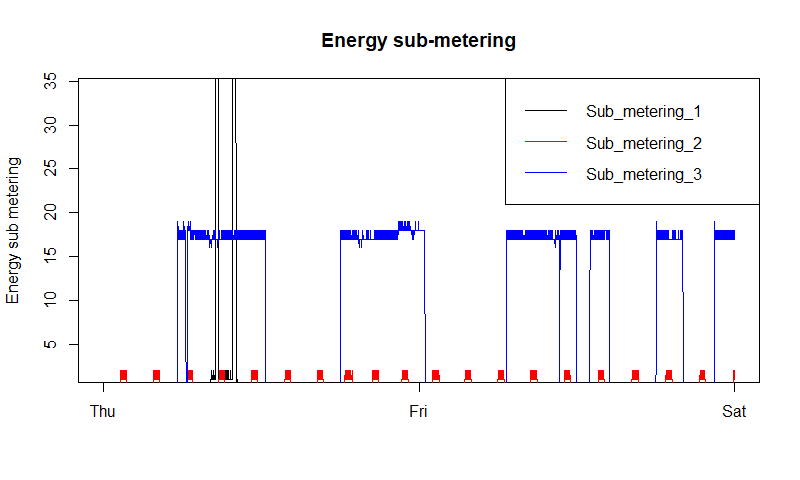 Energy sub-metering
Energy sub metering
35
30
25
20
15
10
5
Sub_metering_1
Sub_metering_2
Sub_metering_3
Thu
Fri
Sat